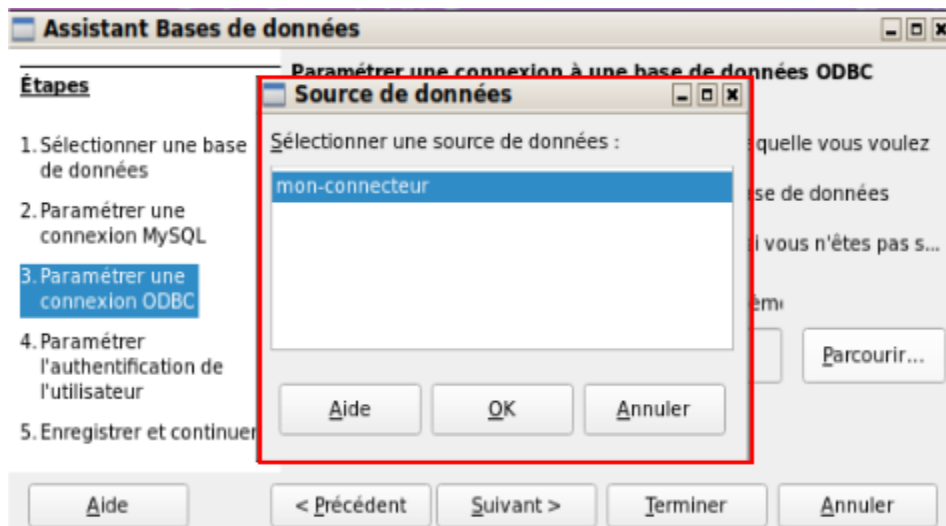 Assistant Bases de données
Étapes
1. Sélectionner une base
de données
2. Paramétrer une
connexion MySQL
3. Paramétrer une
connexion ODBC
4. Paramétrer
l'authentification de
l'utilisateur
5. Enregistrer et continuer
Paramétrer une connexion à une base de données ODBC
quelle vous voulez
se de données
i vous n'êtes pas s...
Parcourir...
Source de données
Sélectionner une source de données :
mon-connecteur
Aide
OK
Annuler
Aide
< Précédent
Suivant >
Terminer
Annuler